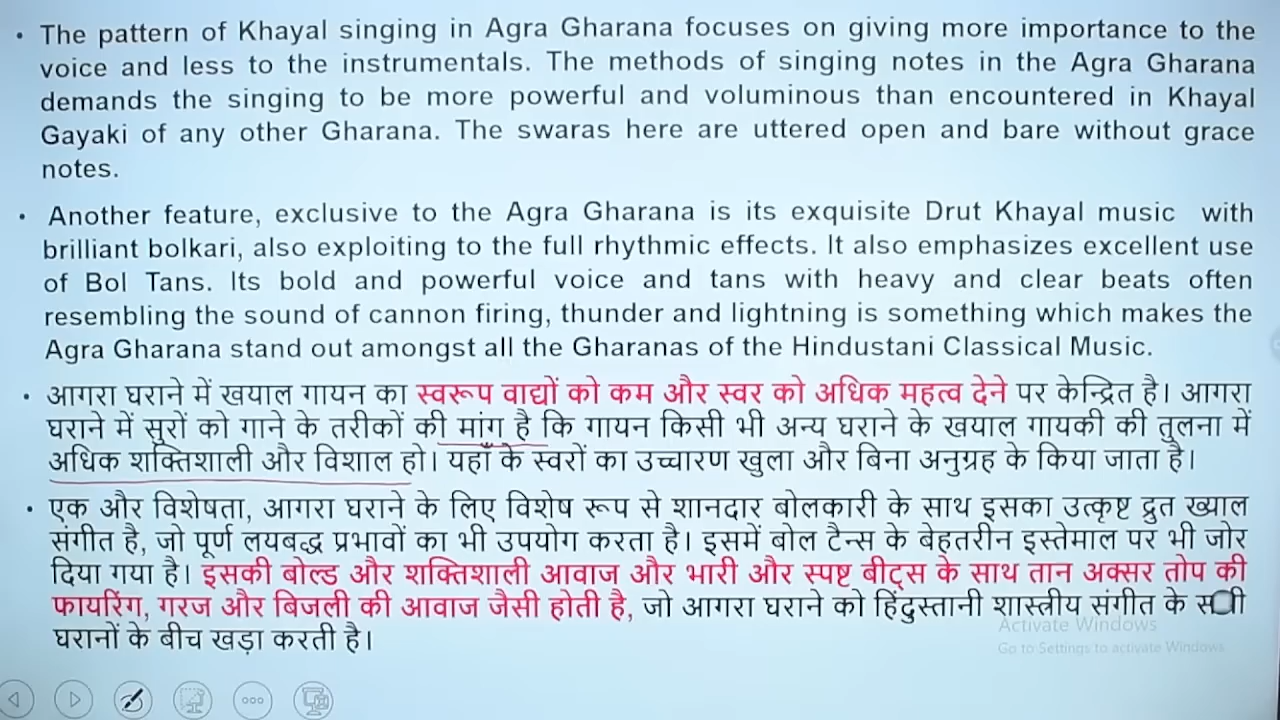 • The pattern of Khayal singing in Agra Gharana focuses on giving more importance to the
voice and less to the instrumentals. The methods of singing notes in the Agra Gharana
demands the singing to be more powerful and voluminous than encountered in Khayal
Gayaki of any other Gharana. The swaras here are uttered open and bare without grace
notes.
• Another feature, exclusive to the Agra Gharana is its exquisite Drut Khayal music with
brilliant bolkari, also exploiting to the full rhythmic effects. It also emphasizes excellent use
of Bol Tans. Its bold and powerful voice and tans with heavy and clear beats often
resembling the sound of cannon firing, thunder and lightning is something which makes the
Agra Gharana stand out amongst all the Gharanas of the Hindustani Classical Music.
• आगरा घराने में खयाल गायन का स्वरूप वाद्यों को कम और स्वर को अधिक महत्व देने पर केन्द्रित है। आगरा
घराने में सुरों को गाने के तरीकों की मांग है कि गायन किसी भी अन्य घराने के खयाल गायकी की तुलना में
अधिक शक्तिशाली और विशाल हो। यहाँ के स्वरों का उच्चारण खुला और बिना अनुग्रह के किया जाता है।
• एक और विशेषता, आगरा घराने के लिए विशेष रूप से शानदार बोलकारी के साथ इसका उत्कृष्ट द्रुत ख्याल
संगीत है, जो पूर्ण लयबद्ध प्रभावों का भी उपयोग करता है। इसमें बोल टैन्स के बेहतरीन इस्तेमाल पर भी जोर
दिया गया है। इसकी बोल्ड और शक्तिशाली आवाज और भारी और स्पष्ट बीट्स के साथ तान अक्सर तोप की
फायरिंग, गरज और बिजली की आवाज जैसी होती है, जो आगरा घराने को हिंदुस्तानी शास्त्रीय संगीत के
घरानों के बीच खड़ा करती है।
Activate Windows
Go to Settings to activate Windows.